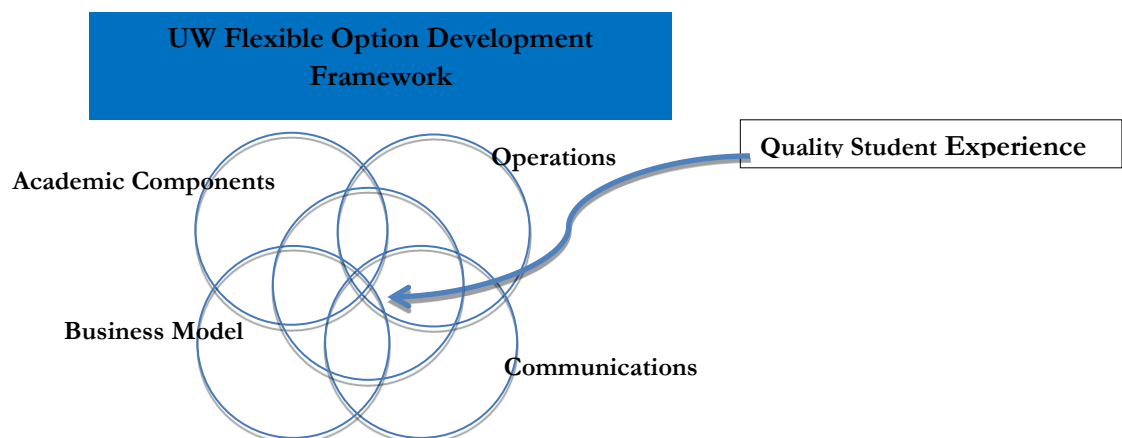 UW Flexible Option Development
Framework
Operations
Quality Student Experience
Academic Components
Business Model
Communications